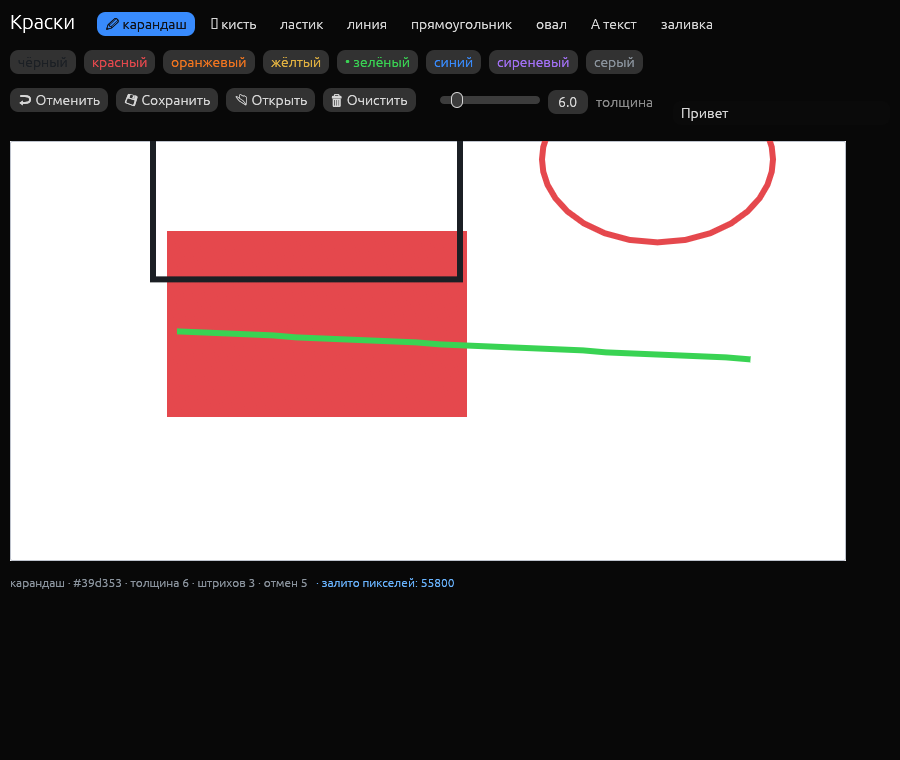 Краски карандаш кисть ластик линия прямоугольник овал А текст заливка
чёрный красный оранжевый жёлтый • зелёный синий сиреневый серый
Отменить Сохранить Открыть Очистить 6.0 толщина Привет
карандаш · #39d353 · толщина 6 · штрихов 3 · отмен 5 · залито пикселей: 55800